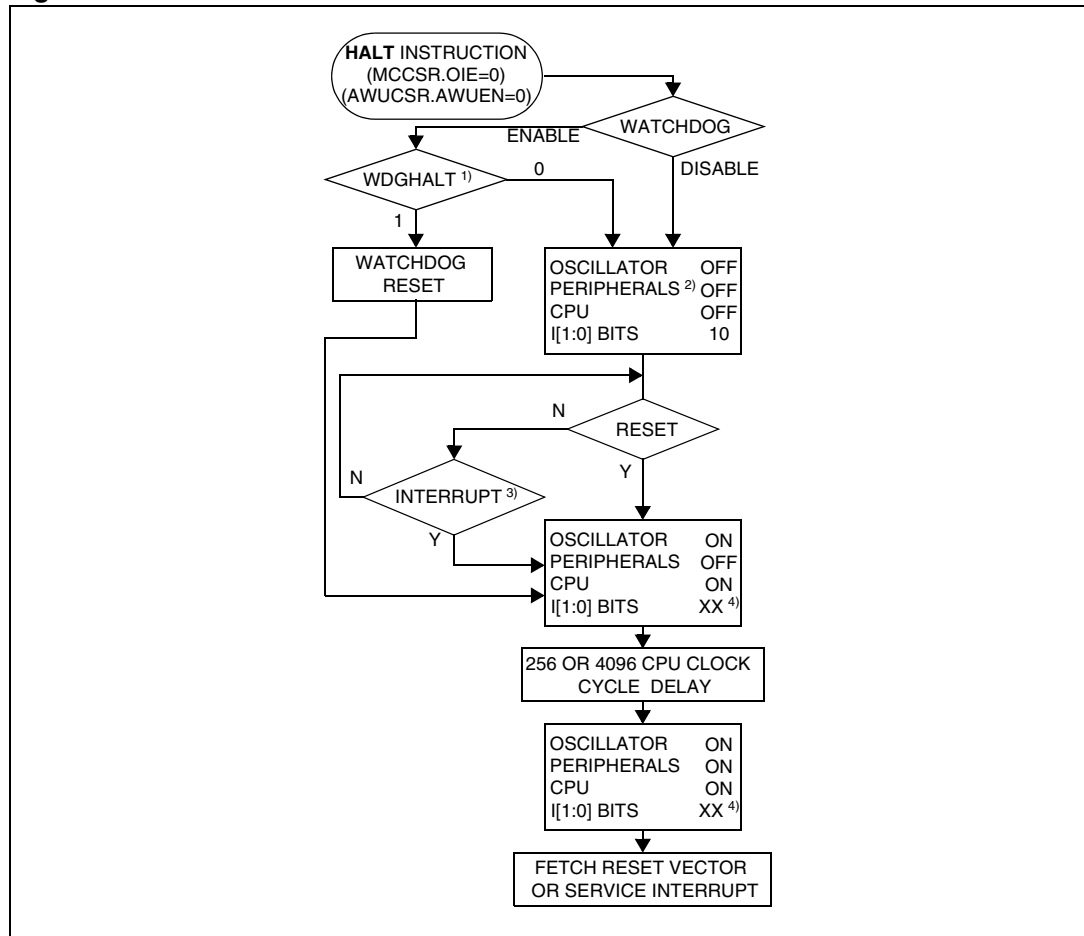 HALT INSTRUCTION
(MCCSR.OIE=0)
(AWUCSR.AWUEN=0)
WATCHDOG
ENABLE
DISABLE
WDGHALT 1)
0
1
WATCHDOG
RESET
OSCILLATOR OFF
PERIPHERALS 2) OFF
CPU OFF
I[1:0] BITS 10
N
RESET
Y
N
INTERRUPT 3)
Y
OSCILLATOR ON
PERIPHERALS OFF
CPU ON
I[1:0] BITS XX 4)
256 OR 4096 CPU CLOCK
CYCLE DELAY
OSCILLATOR ON
PERIPHERALS ON
CPU ON
I[1:0] BITS XX 4)
FETCH RESET VECTOR
OR SERVICE INTERRUPT